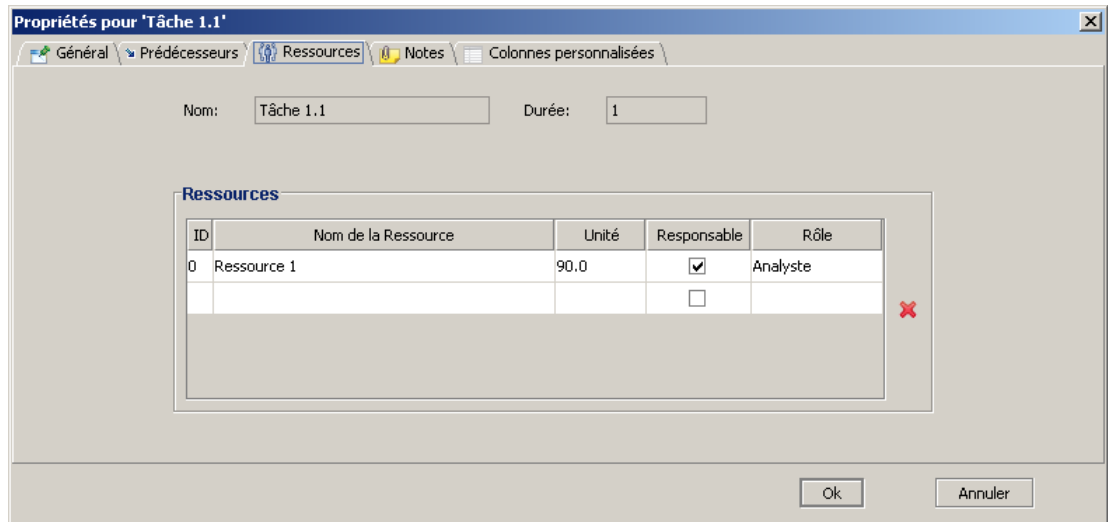 Propriétés pour 'Tâche 1.1'
Général Prédécesseurs Ressources Notes Colonnes personnalisées
Nom: Tâche 1.1 Durée: 1
Ressources
ID Nom de la Ressource Unité Responsable Rôle
0 Ressource 1 90.0 Analyste
Ok Annuler